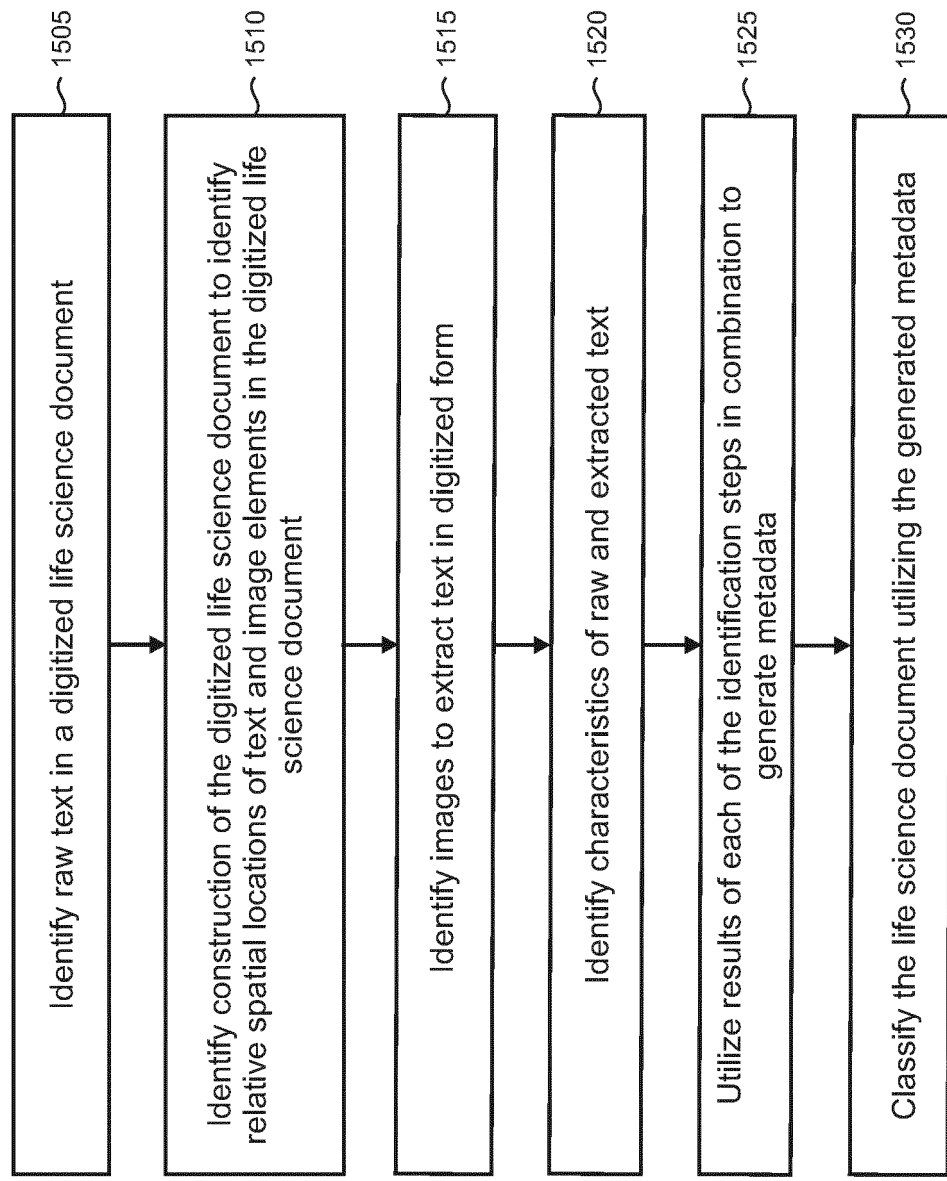 Identify raw text in a digitized life science document
1505
Identify construction of the digitized life science document to identify
relative spatial locations of text and image elements in the digitized life
science document
1510
Identify images to extract text in digitized form
1515
Identify characteristics of raw and extracted text
1520
Utilize results of each of the identification steps in combination to
generate metadata
1525
Classify the life science document utilizing the generated metadata
1530